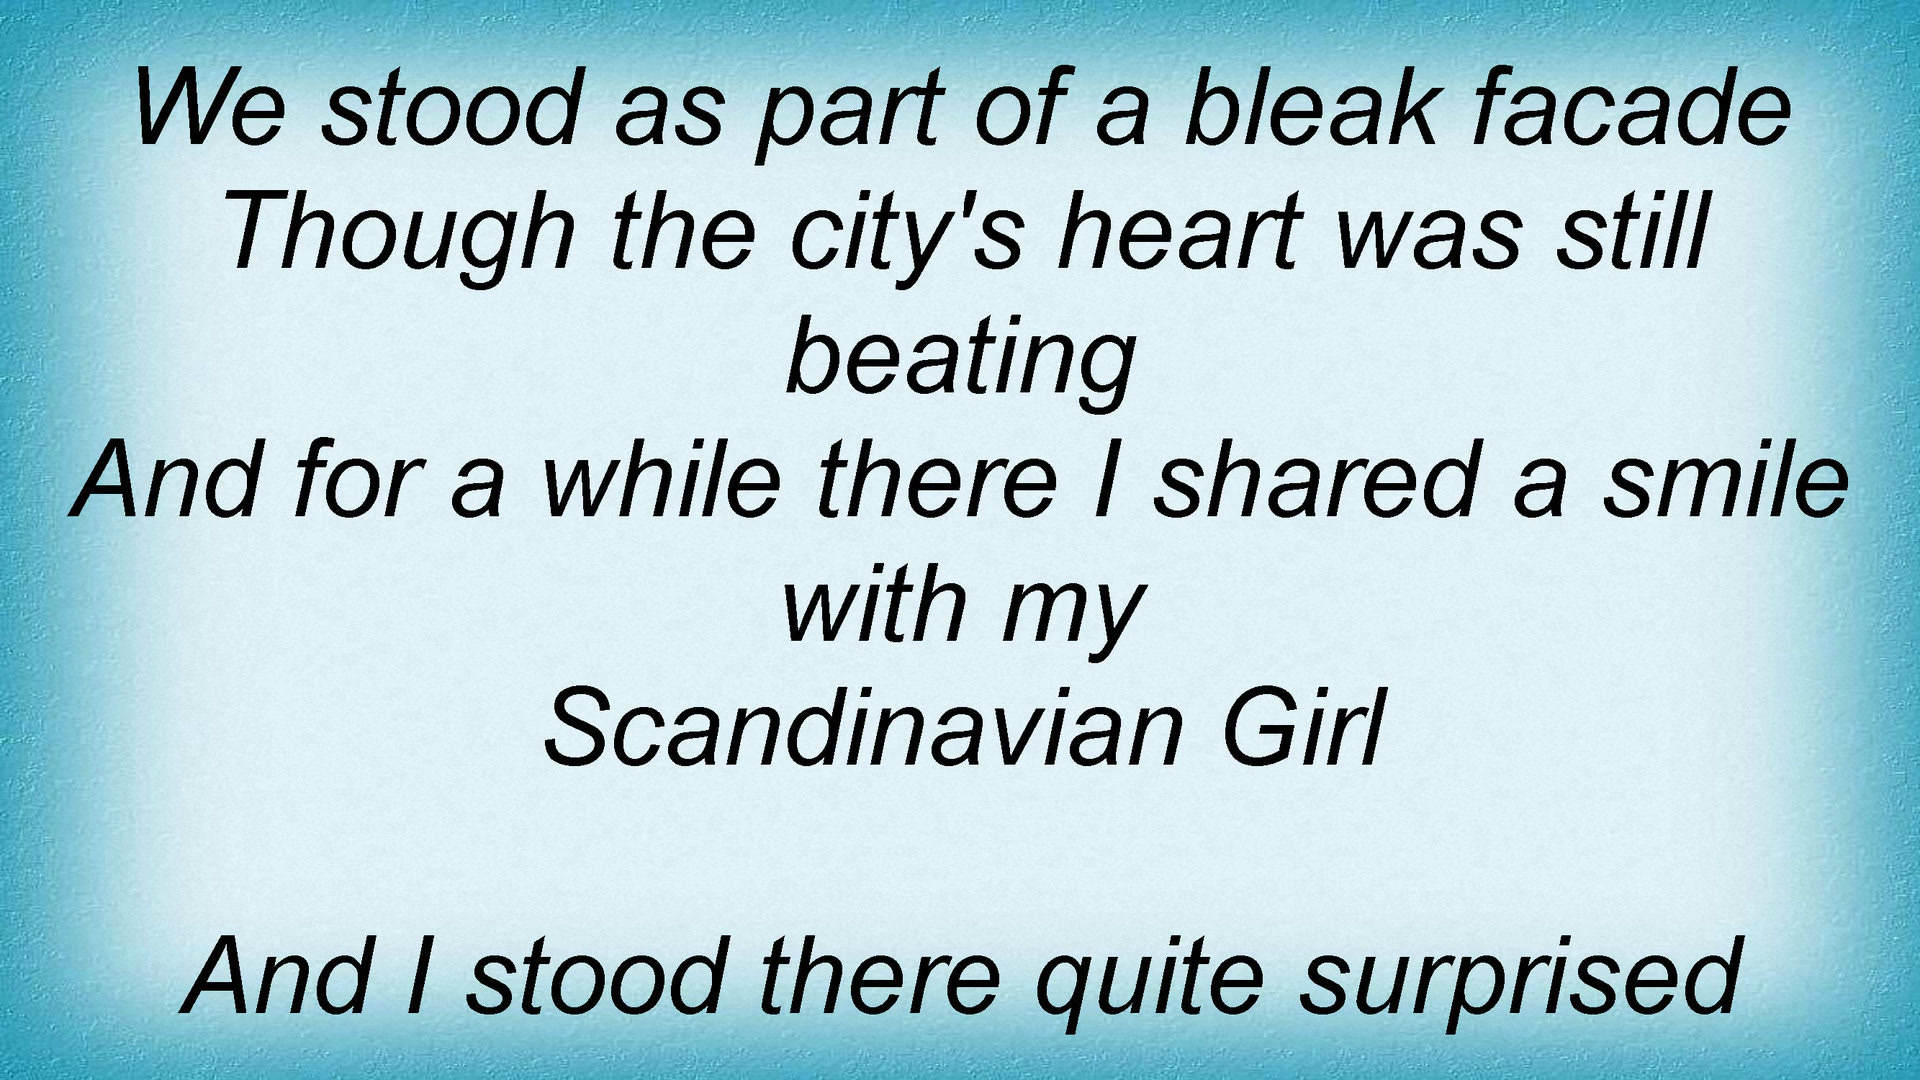 We stood as part of a bleak facade
Though the city's heart was still
beating
And for a while there I shared a smile
with my
Scandinavian Girl
And I stood there quite surprised